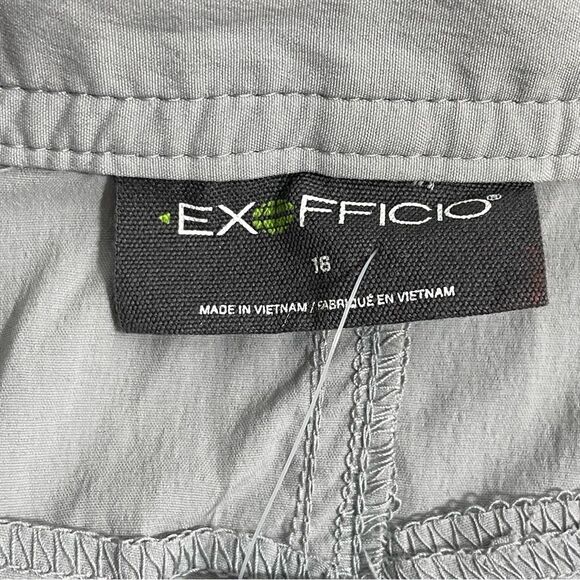 EXOFFICIO®
16
MADE IN VIETNAM / FABRIQUÉ EN VIETNAM